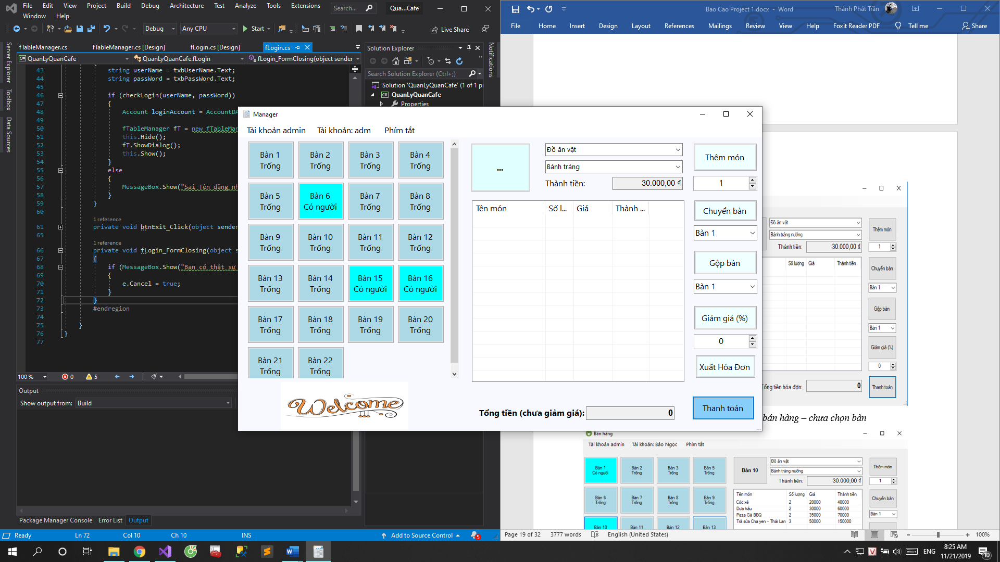 File Edit View Project Build Debug Architecture Test Analyze Tools Extensions Search... Qua...Cafe
Window Help
Debug Any CPU Start Live Share
fTableManager.cs fTableManager.cs [Design] fLogin.cs [Design] fLogin.cs
QuanLyQuanCafe QuanLyQuanCafe.fLogin fLogin_FormClosing(object sender
Server Explorer
Toolbox
Data Sources
43 string userName = txbUserName.Text;
44 string passWord = txbPassWord.Text;
45
46 if (checkLogin(userName, passWord))
47 {
48 Account loginAccount = AccountDA
49
50 fTableManager fT = new fTableMan
51 this.Hide();
52 fT.ShowDialog();
53 this.Show();
54 }
55 else
56 {
57 MessageBox.Show("Sai Tên đăng nh
58 }
59 }
60
1 reference
61 private void btnExit_Click(object sender
65
1 reference
66 private void fLogin_FormClosing(object s
67 {
68 if (MessageBox.Show("Bạn có thật sự
69 {
70 e.Cancel = true;
71 }
72 }
73 #endregion
74
75 }
76 }
77
100 % 0 5
Output
Show output from: Build
Package Manager Console Error List Output
Ready Ln 72 Col 10 Ch 10 INS Add to Source Control 5
Solution Explorer
Search Solution Explorer (Ctrl+;)
Solution 'QuanLyQuanCafe' (1 of 1 pr
QuanLyQuanCafe
Properties
Notifications
Manager
Tài khoản admin Tài khoản: adm Phím tắt
Bàn 1 Trống
Bàn 2 Trống
Bàn 3 Trống
Bàn 4 Trống
Bàn 5 Trống
Bàn 6 Có người
Bàn 7 Trống
Bàn 8 Trống
Bàn 9 Trống
Bàn 10 Trống
Bàn 11 Trống
Bàn 12 Trống
Bàn 13 Trống
Bàn 14 Trống
Bàn 15 Có người
Bàn 16 Có người
Bàn 17 Trống
Bàn 18 Trống
Bàn 19 Trống
Bàn 20 Trống
Bàn 21 Trống
Bàn 22 Trống
Welcome
...
Đồ ăn vặt
Bánh tráng
Thành tiền: 30.000,00 ₫
Tên món Số l... Giá Thành ...
Tổng tiền (chưa giảm giá): 0
Thêm món
1
Chuyển bàn
Bàn 1
Gộp bàn
Bàn 1
Giảm giá (%)
0
Xuất Hóa Đơn
Thanh toán
Bao Cao Project 1.docx - Word Thành Phát Trần
File Home Insert Design Layout References Mailings Review View Help Foxit Reader PDF Tell me Share
Đồ ăn vặt
Bánh tráng nướng
Thành tiền: 30.000,00 ₫
Số lượng Giá Thành tiền
Thêm món
1
Chuyển bàn
Bàn 1
Gộp bàn
Bàn 1
Giảm giá (%)
0
Tổng tiền hóa đơn: 0
Thanh toán
bán hàng – chưa chọn bàn
Bán hàng
Tài khoản admin Tài khoản: Bảo Ngọc Phím tắt
Bàn 1 Có người
Bàn 2 Trống
Bàn 3 Trống
Bàn 5 Trống
Bàn 6 Trống
Bàn 7 Trống
Bàn 8 Trống
Bàn 9 Trống
Bàn 10
Bàn 11
Bàn 12
Bàn 13
Bàn 10
Đồ ăn vặt
Bánh tráng nướng
Thành tiền: 30.000,00 ₫
Tên món Số lượng Giá Thành tiền
Cóc xẻ 2 20000 40000
Dưa hấu 2 30000 60000
Pizza Gà BBQ 2 35000 70000
Trà sữa Cha yen – Thái Lan 3 50000 150000
Thêm món
1
Chuyển bàn
Bàn 1
Page 19 of 32 3777 words English (United States) 100%
ENG 8:25 AM
11/21/2019 10